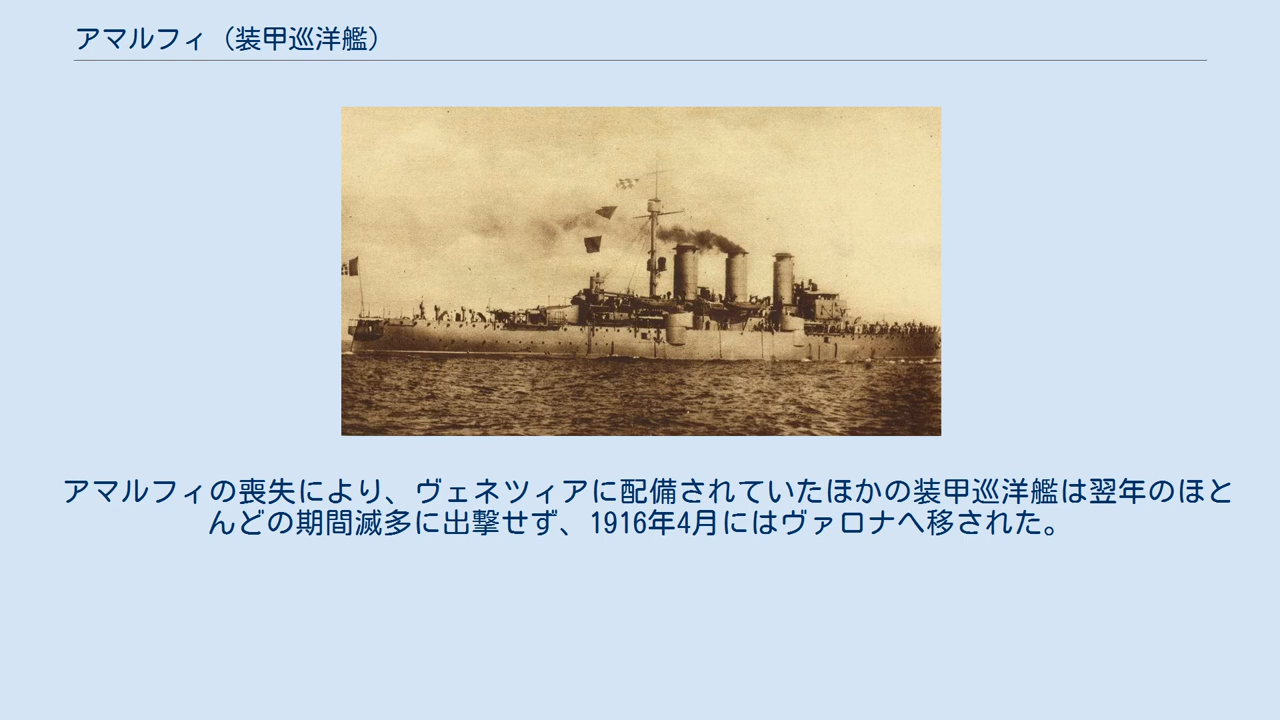 アマルフィ（装甲巡洋艦）
アマルフィの喪失により、ヴェネツィアに配備されていたほかの装甲巡洋艦は翌年のほと
んどの期間滅多に出撃せず、1916年4月にはヴァロナへ移された。